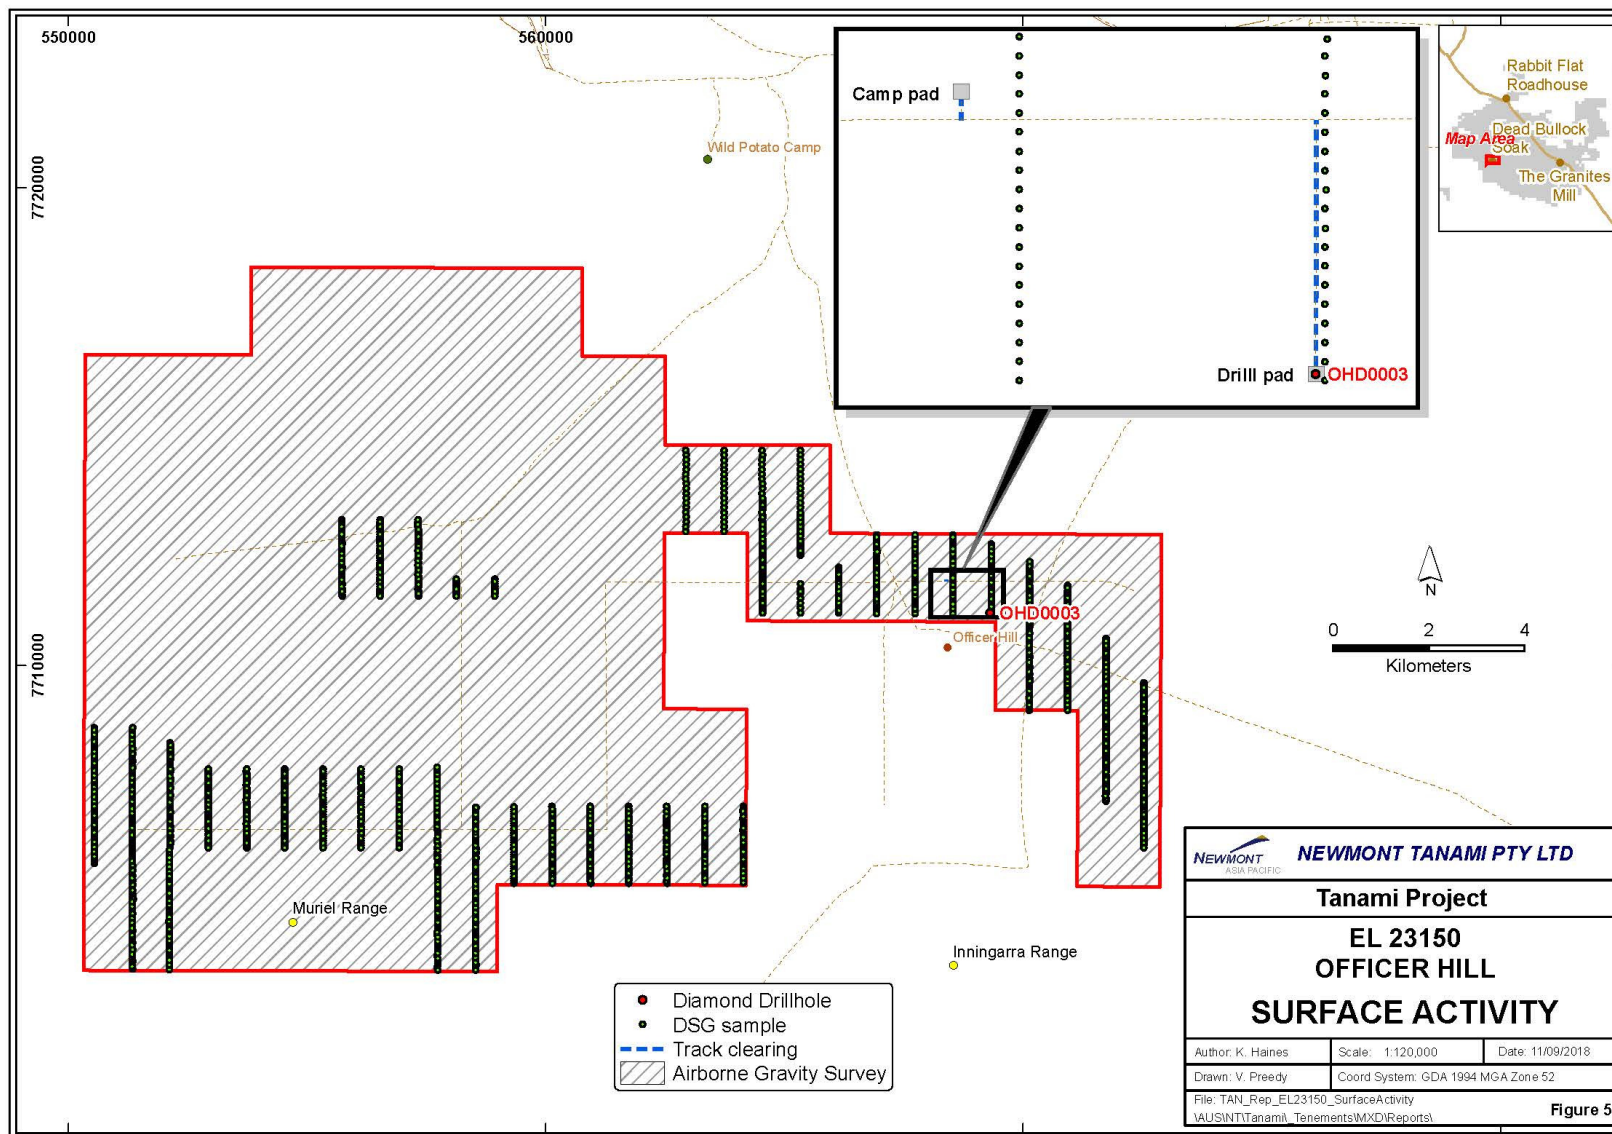 550000
560000
7720000
7710000
Wild Potato Camp
Camp pad
Drilll pad
OHD0003
Rabbit Flat
Roadhouse
Dead Bullock
Soak
Map Area
The Granites
Mill
OHD0003
Officer Hill
N
0 2 4
Kilometers
Muriel Range
Inningarra Range
Diamond Drillhole
DSG sample
Track clearing
Airborne Gravity Survey
NEWMONT
ASIA PACIFIC
NEWMONT TANAMI PTY LTD
Tanami Project
EL 23150
OFFICER HILL
SURFACE ACTIVITY
Author: K. Haines
Scale: 1:120,000
Date: 11/09/2018
Drawn: V. Preedy
Coord System: GDA 1994 MGA Zone 52
File: TAN_Rep_EL23150_SurfaceActivity
\AUS\NT\Tanami\_Tenements\MXD\Reports\
Figure 5